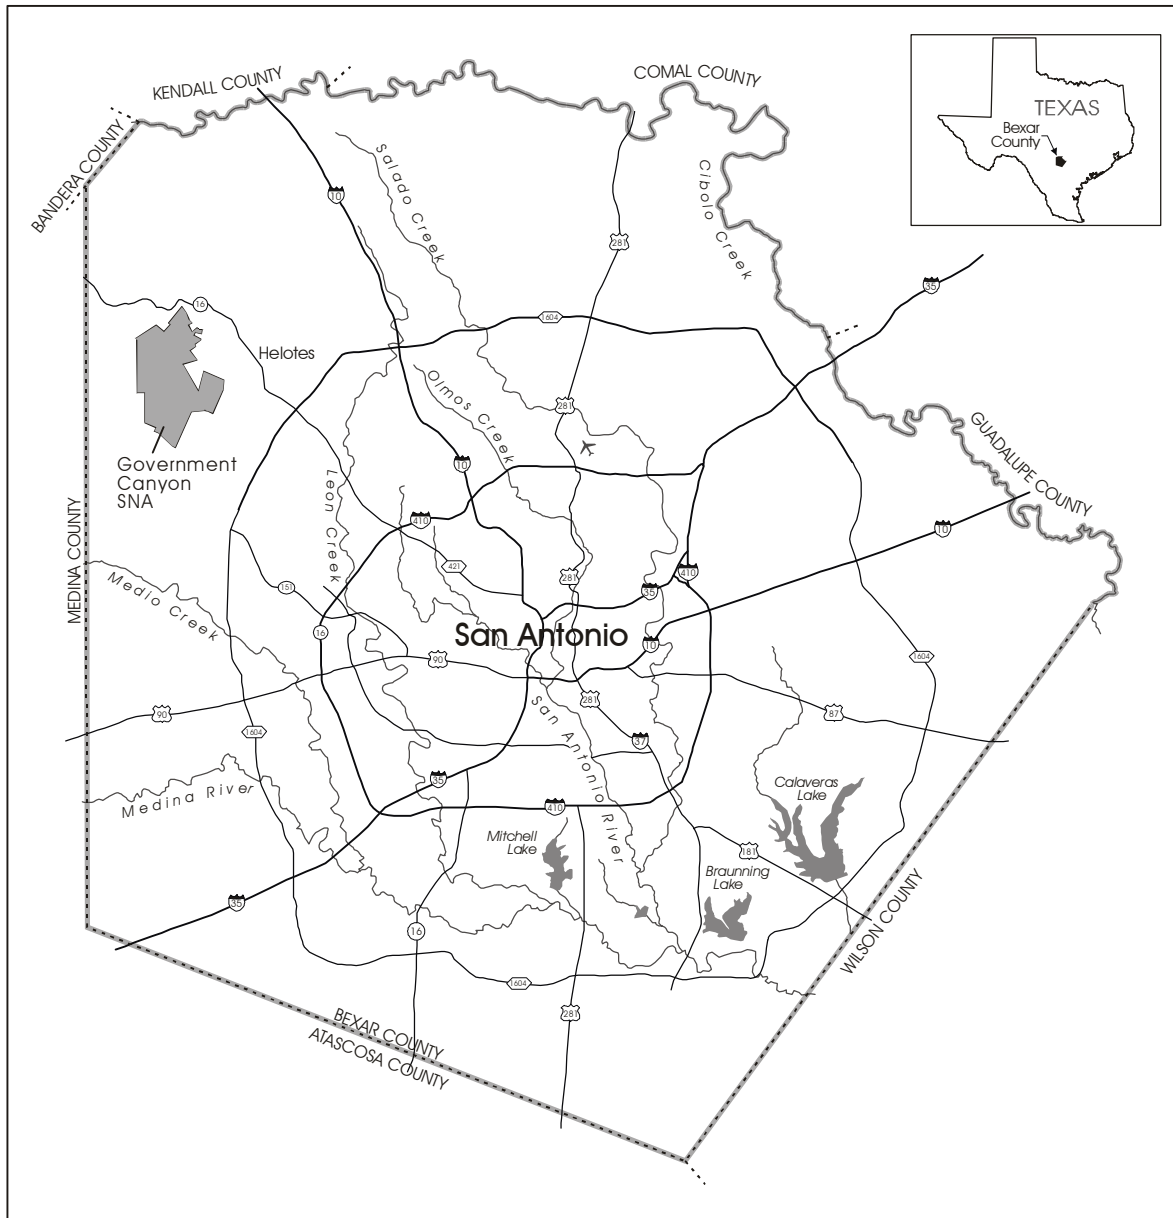 KENDALL COUNTY
COMAL COUNTY
TEXAS
Bexar
County
BANDERA COUNTY
Salado Creek
Cibolo Creek
10
281
35
16
1604
Helotes
Olmos Creek
281
GUADALUPE COUNTY
Government
Canyon
SNA
10
Leon Creek
MEDINA COUNTY
410
10
421
281
35
410
151
Medio Creek
16
San Antonio
10
90
1604
90
281
87
1604
37
San Antonio River
Medina River
35
410
Calaveras
Lake
Mitchell
Lake
181
Braunning
Lake
35
16
WILSON COUNTY
1604
281
BEXAR COUNTY
ATASCOSA COUNTY